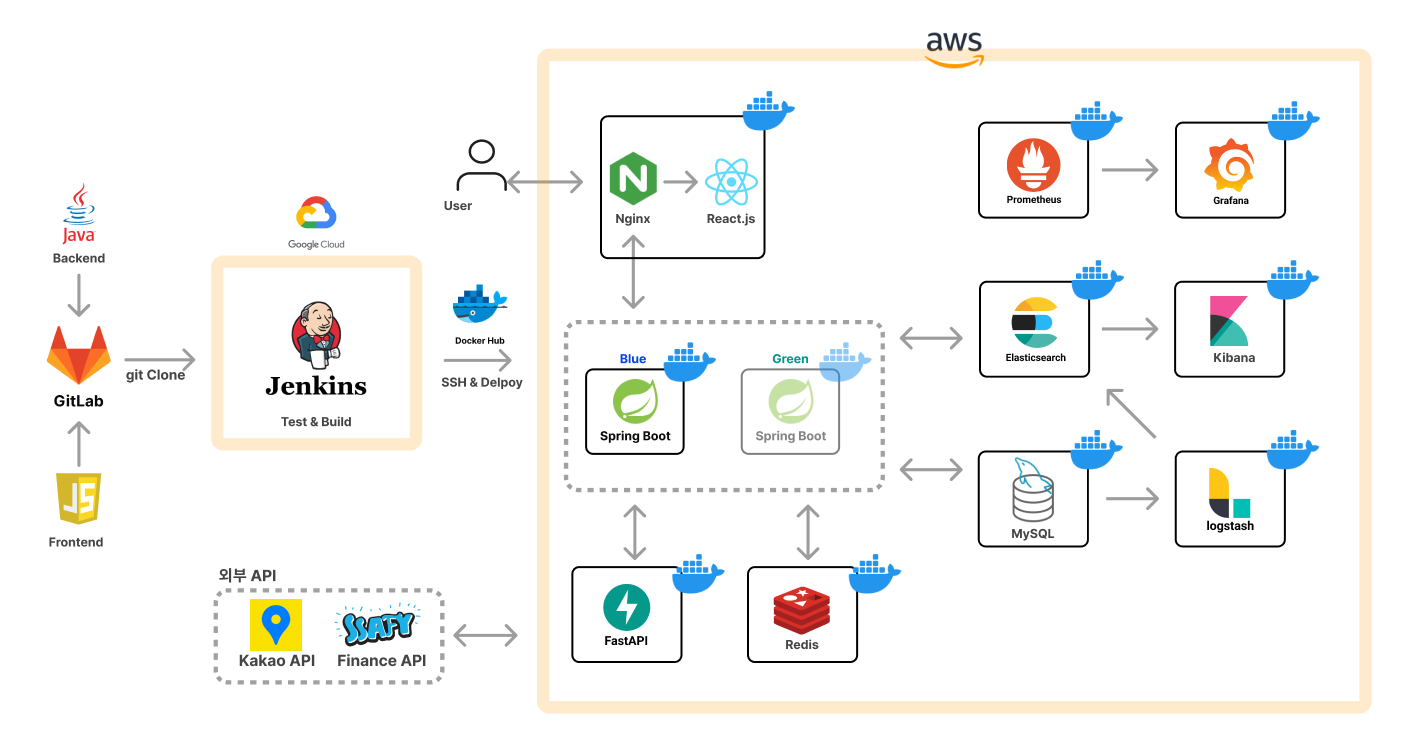 aws
Java
Backend
GitLab
git Clone
JS
Frontend
Google Cloud
Jenkins
Test & Build
Docker Hub
SSH & Delpoy
User
N
Nginx
React.js
Prometheus
Grafana
Blue
Spring Boot
Green
Spring Boot
Elasticsearch
Kibana
MySQL
logstash
FastAPI
Redis
외부 API
Kakao API
SSAFY
Finance API